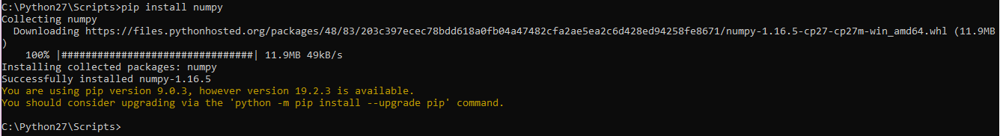 C:\Python27\Scripts>pip install numpy
Collecting numpy
  Downloading https://files.pythonhosted.org/packages/48/83/203c397ecec78bdd618a0fb04a47482cfa2ae5ea2c6d428ed94258fe8671/numpy-1.16.5-cp27-cp27m-win_amd64.whl (11.9MB
)
    100% |################################| 11.9MB 49kB/s
Installing collected packages: numpy
Successfully installed numpy-1.16.5
You are using pip version 9.0.3, however version 19.2.3 is available.
You should consider upgrading via the 'python -m pip install --upgrade pip' command.
C:\Python27\Scripts>